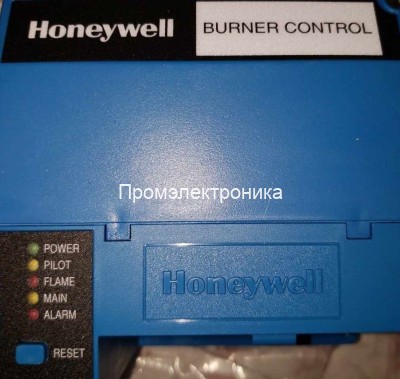 Honeywell
BURNER CONTROL
Промэлектроника
POWER
PILOT
FLAME
MAIN
ALARM
RESET
Honeywell